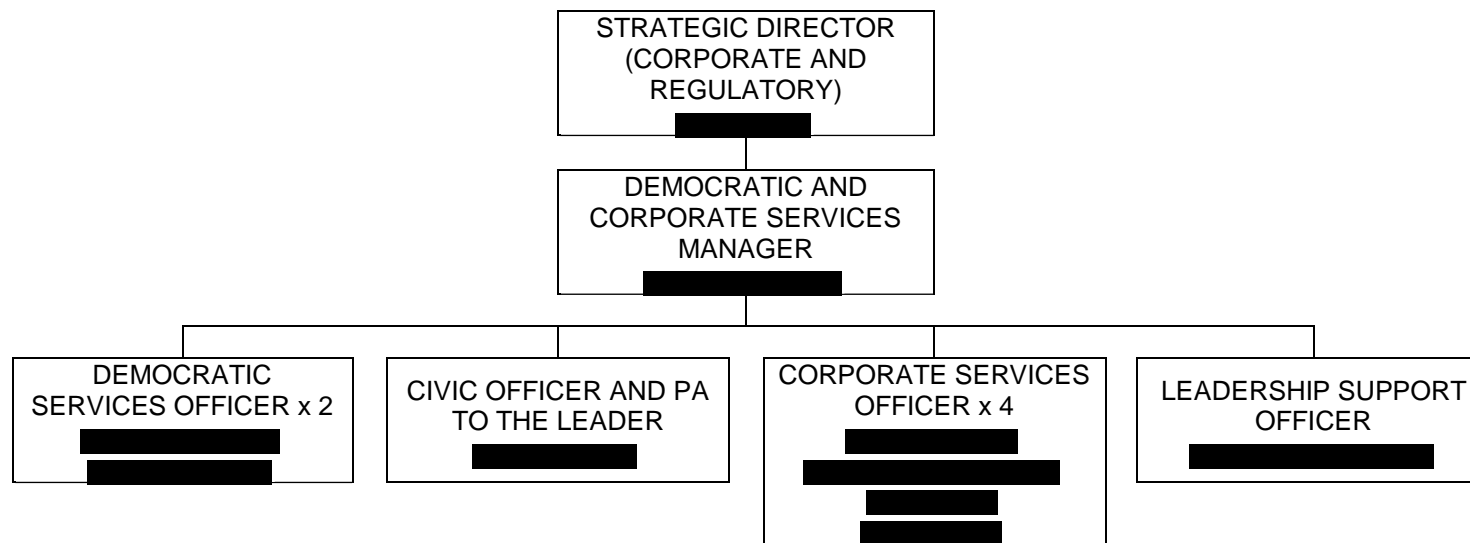 STRATEGIC DIRECTOR
(CORPORATE AND
REGULATORY)
DEMOCRATIC AND
CORPORATE SERVICES
MANAGER
DEMOCRATIC
SERVICES OFFICER x 2
CIVIC OFFICER AND PA
TO THE LEADER
CORPORATE SERVICES
OFFICER x 4
LEADERSHIP SUPPORT
OFFICER